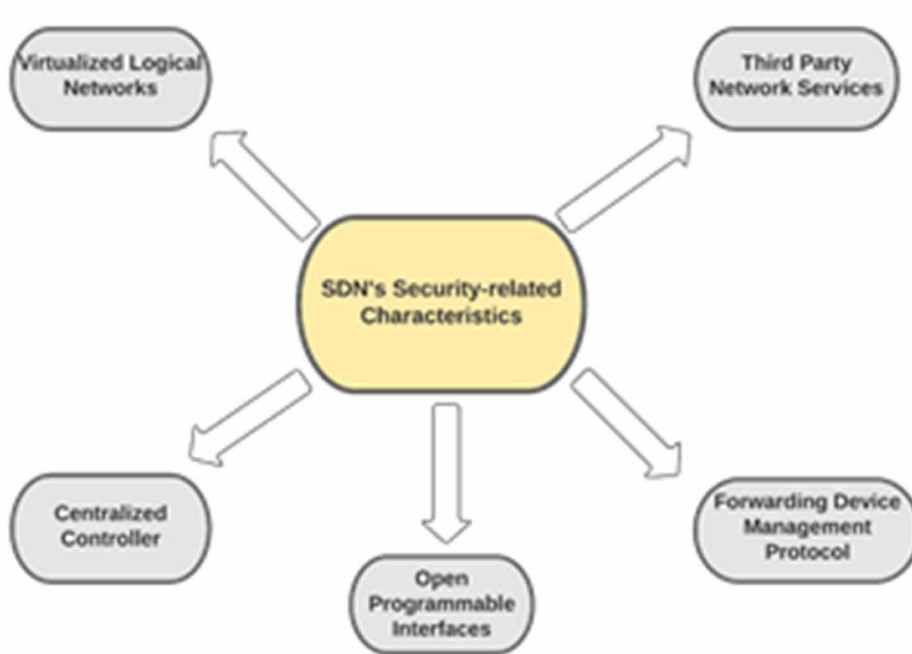 Virtualized Logical
Networks
Third Party
Network Services
SDN's Security-related
Characteristics
Centralized
Controller
Open
Programmable
Interfaces
Forwarding Device
Management
Protocol